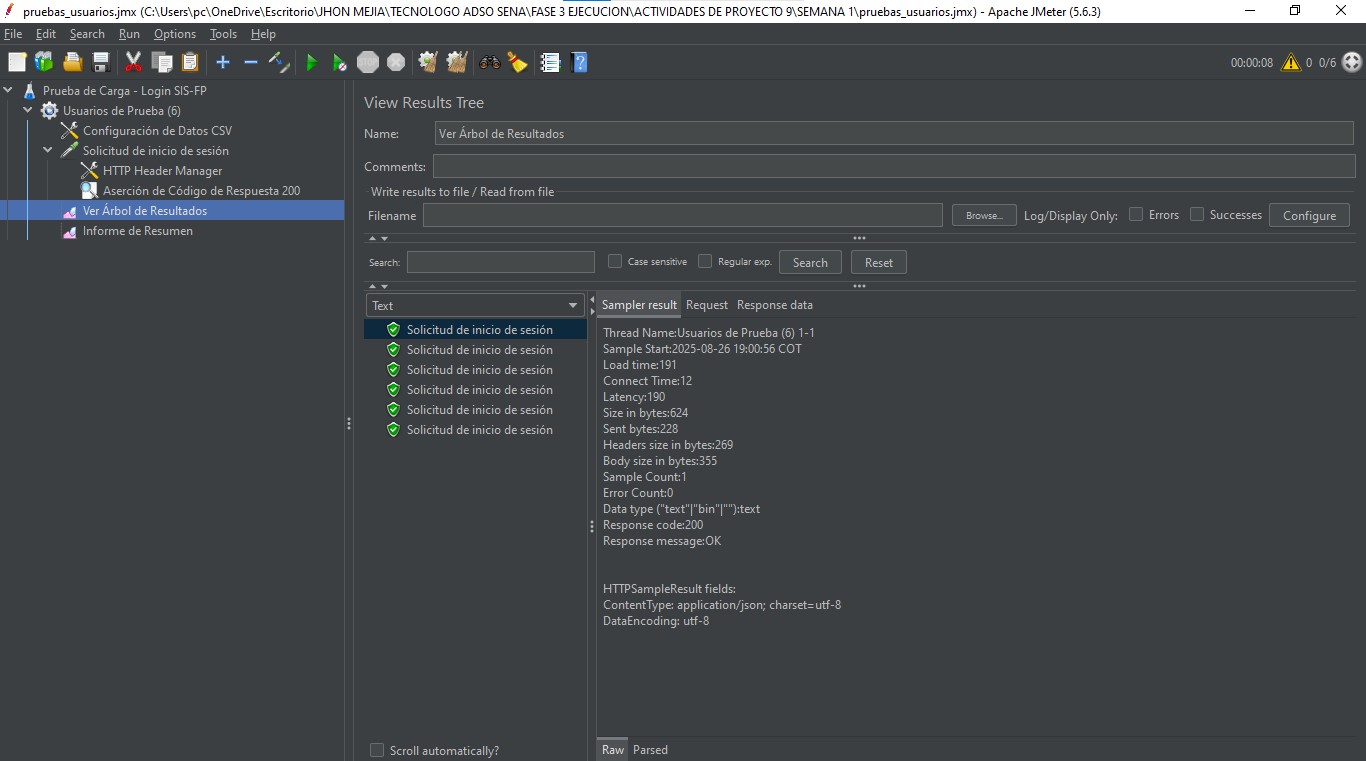 pruebas_usuarios.jmx (C:\Users\pc\OneDrive\Escritorio\JHON MEJIA\TECNOLOGO ADSO SENA\FASE 3 EJECUCION\ACTIVIDADES DE PROYECTO 9\SEMANA 1\pruebas_usuarios.jmx) - Apache JMeter (5.6.3)
File Edit Search Run Options Tools Help
STOP 00:00:08 0 0/6
Prueba de Carga - Login SIS-FP
Usuarios de Prueba (6)
Configuración de Datos CSV
Solicitud de inicio de sesión
HTTP Header Manager
Aserción de Código de Respuesta 200
Ver Árbol de Resultados
Informe de Resumen
View Results Tree
Name: Ver Árbol de Resultados
Comments:
Write results to file / Read from file
Filename Browse... Log/Display Only: Errors Successes Configure
Search: Case sensitive Regular exp. Search Reset
Text
Solicitud de inicio de sesión
Solicitud de inicio de sesión
Solicitud de inicio de sesión
Solicitud de inicio de sesión
Solicitud de inicio de sesión
Solicitud de inicio de sesión
Scroll automatically?
Sampler result Request Response data
Thread Name:Usuarios de Prueba (6) 1-1
Sample Start:2025-08-26 19:00:56 COT
Load time:191
Connect Time:12
Latency:190
Size in bytes:624
Sent bytes:228
Headers size in bytes:269
Body size in bytes:355
Sample Count:1
Error Count:0
Data type ("text"|"bin"|""):text
Response code:200
Response message:OK
HTTPSampleResult fields:
ContentType: application/json; charset=utf-8
DataEncoding: utf-8
Raw Parsed